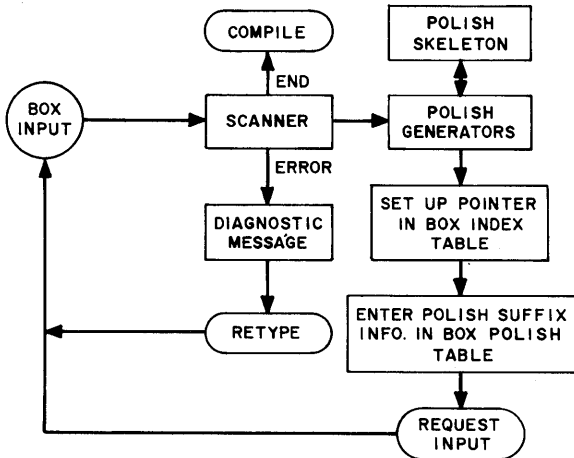 COMPILE
POLISH
SKELETON
END
BOX
INPUT
SCANNER
POLISH
GENERATORS
ERROR
DIAGNOSTIC
MESSAGE
SET UP POINTER
IN BOX INDEX
TABLE
RETYPE
ENTER POLISH SUFFIX
INFO. IN BOX POLISH
TABLE
REQUEST
INPUT